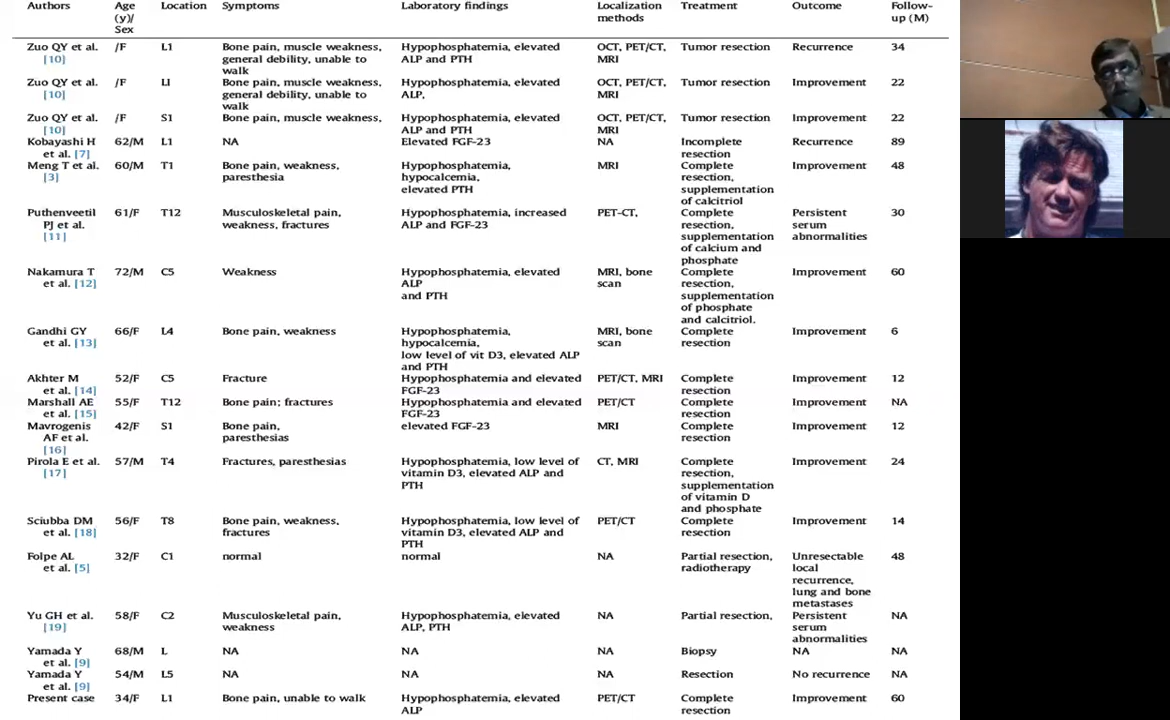 Authors Age (y)/ Sex Location Symptoms Laboratory findings Localization methods Treatment Outcome Follow-up (M)
Zuo QY et al. [10] /F L1 Bone pain, muscle weakness, general debility, unable to walk Hypophosphatemia, elevated ALP and PTH OCT, PET/CT, MRI Tumor resection Recurrence 34
Zuo QY et al. [10] /F LI Bone pain, muscle weakness, general debility, unable to walk Hypophosphatemia, elevated ALP, OCT, PET/CT, MRI Tumor resection Improvement 22
Zuo QY et al. [10] /F S1 Bone pain, muscle weakness, Hypophosphatemia, elevated ALP and PTH OCT, PET/CT, MRI Tumor resection Improvement 22
Kobayashi H et al. [7] 62/M L1 NA Elevated FGF-23 NA Incomplete resection Recurrence 89
Meng T et al. [3] 60/M T1 Bone pain, weakness, paresthesia Hypophosphatemia, hypocalcemia, elevated PTH MRI Complete resection, supplementation of calcitriol Improvement 48
Puthenveetil PJ et al. [11] 61/F T12 Musculoskeletal pain, weakness, fractures Hypophosphatemia, increased ALP and FGF-23 PET-CT, Complete resection, supplementation of calcium and phosphate Persistent serum abnormalities 30
Nakamura T et al. [12] 72/M C5 Weakness Hypophosphatemia, elevated ALP and PTH MRI, bone scan Complete resection, supplementation of phosphate and calcitriol. Improvement 60
Gandhi GY et al. [13] 66/F L4 Bone pain, weakness Hypophosphatemia, hypocalcemia, low level of vit D3, elevated ALP and PTH MRI, bone scan Complete resection Improvement 6
Akhter M et al. [14] 52/F C5 Fracture Hypophosphatemia and elevated FGF-23 PET/CT, MRI Complete resection Improvement 12
Marshall AE et al. [15] 55/F T12 Bone pain; fractures Hypophosphatemia and elevated FGF-23 PET/CT Complete resection Improvement NA
Mavrogenis AF et al. [16] 42/F S1 Bone pain, paresthesias elevated FGF-23 MRI Complete resection Improvement 12
Pirola E et al. [17] 57/M T4 Fractures, paresthesias Hypophosphatemia, low level of vitamin D3, elevated ALP and PTH CT, MRI Complete resection, supplementation of vitamin D and phosphate Improvement 24
Sciubba DM et al. [18] 56/F T8 Bone pain, weakness, fractures Hypophosphatemia, low level of vitamin D3, elevated ALP and PTH PET/CT Complete resection Improvement 14
Folpe AL et al. [5] 32/F C1 normal normal NA Partial resection, radiotherapy Unresectable local recurrence, lung and bone metastases 48
Yu GH et al. [19] 58/F C2 Musculoskeletal pain, weakness Hypophosphatemia, elevated ALP, PTH NA Partial resection, Persistent serum abnormalities NA
Yamada Y et al. [9] 68/M L NA NA NA Biopsy NA NA
Yamada Y et al. [9] 54/M L5 NA NA NA Resection No recurrence NA
Present case 34/F L1 Bone pain, unable to walk Hypophosphatemia, elevated ALP PET/CT Complete resection Improvement 60